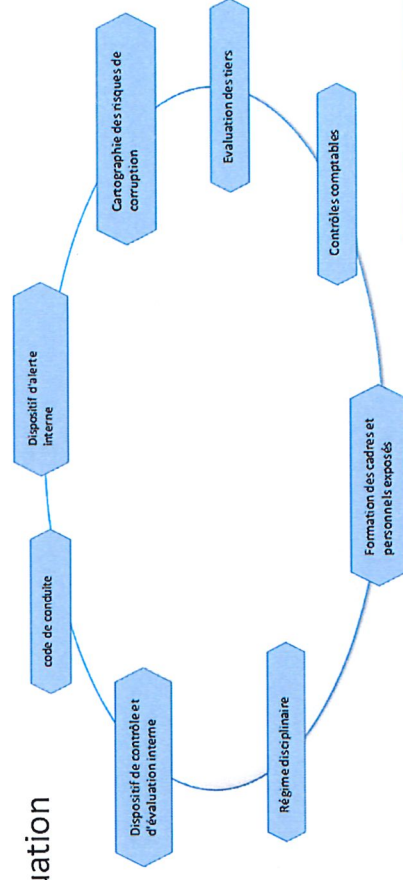 uation
code de conduite
Dispositif d'alerte
interne
Cartographie des risques de
corruption
Evaluation des tiers
Contrôles comptables
Formation des cadres et
personnels exposés
Régime disciplinaire
Dispositif de contrôle et
d'évaluation interne